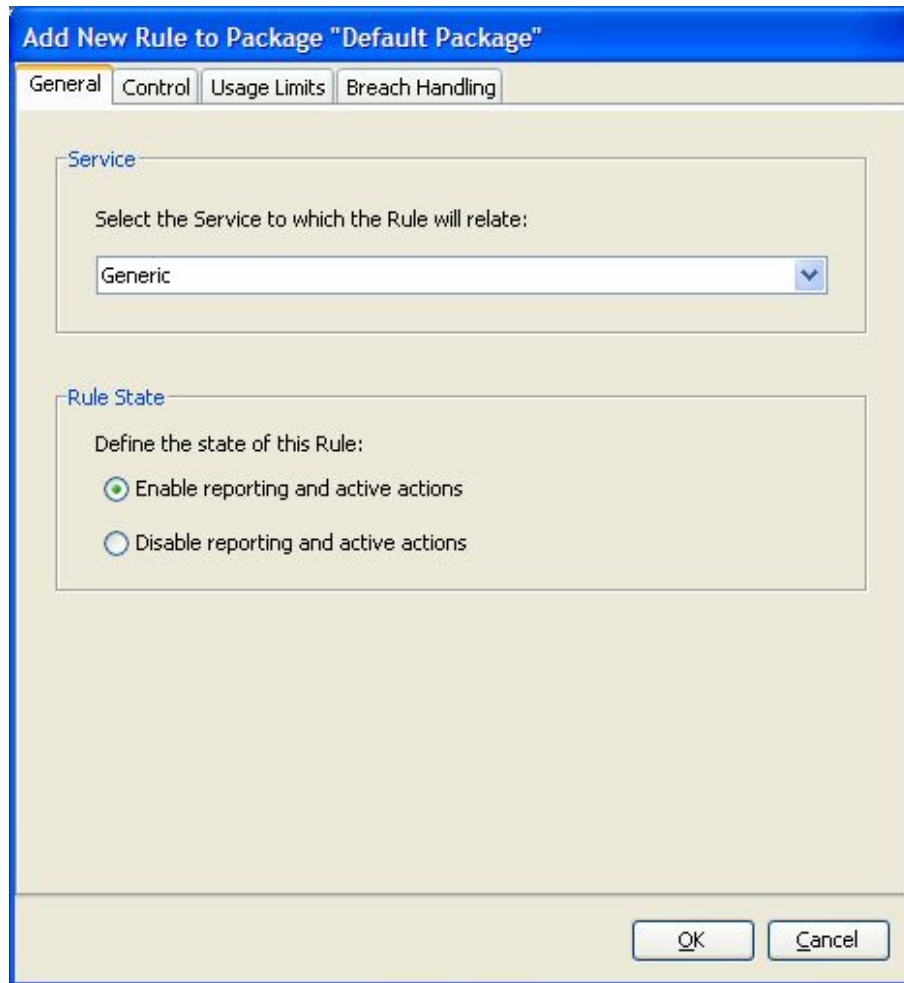 Add New Rule to Package "Default Package"
General Control Usage Limits Breach Handling
Service
Select the Service to which the Rule will relate:
Generic
Rule State
Define the state of this Rule:
Enable reporting and active actions
Disable reporting and active actions
OK Cancel